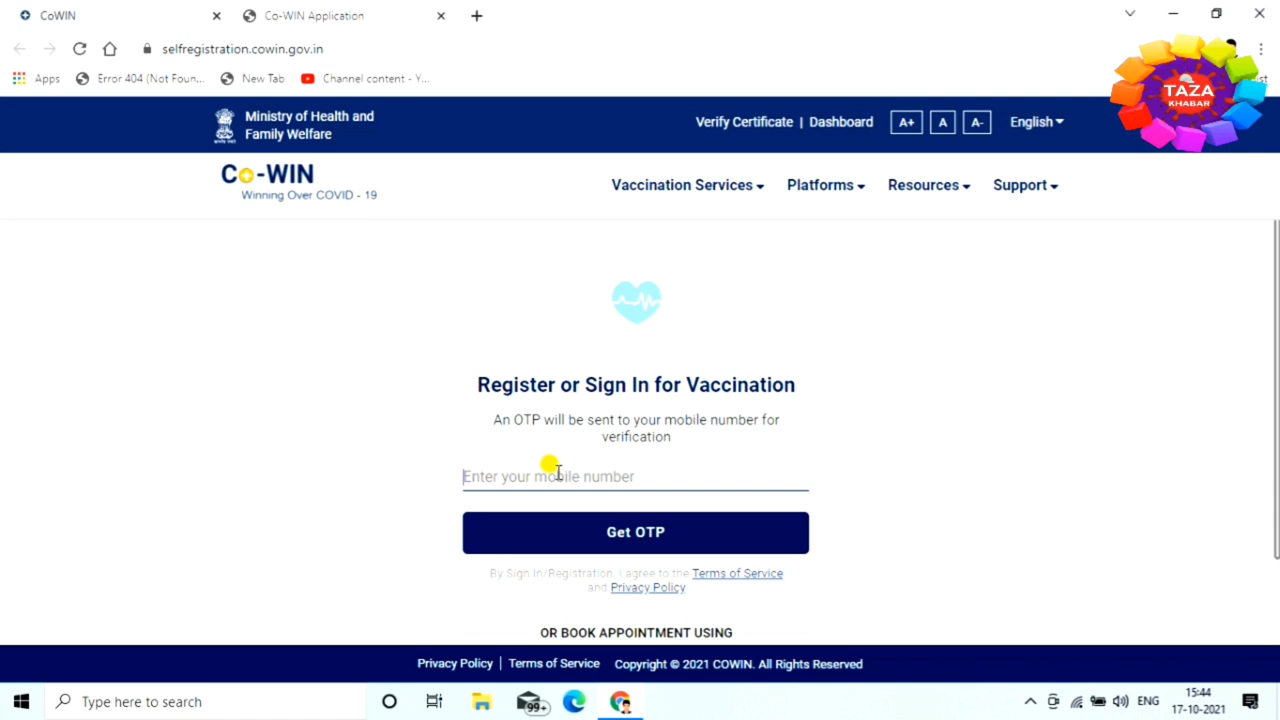 CoWIN
Co-WIN Application
selfregistration.cowin.gov.in
Apps
Error 404 (Not Foun...
New Tab
Channel content - Y...
TAZA
KHABAR
Ministry of Health and
Family Welfare
Verify Certificate | Dashboard
A+
A
A-
English
Co-WIN
Winning Over COVID - 19
Vaccination Services
Platforms
Resources
Support
Register or Sign In for Vaccination
An OTP will be sent to your mobile number for
verification
Enter your mobile number
Get OTP
By Sign In/Registration, I agree to the Terms of Service
and Privacy Policy
OR BOOK APPOINTMENT USING
Privacy Policy | Terms of Service Copyright © 2021 COWIN. All Rights Reserved
Type here to search
99+
ENG
15:44
17-10-2021